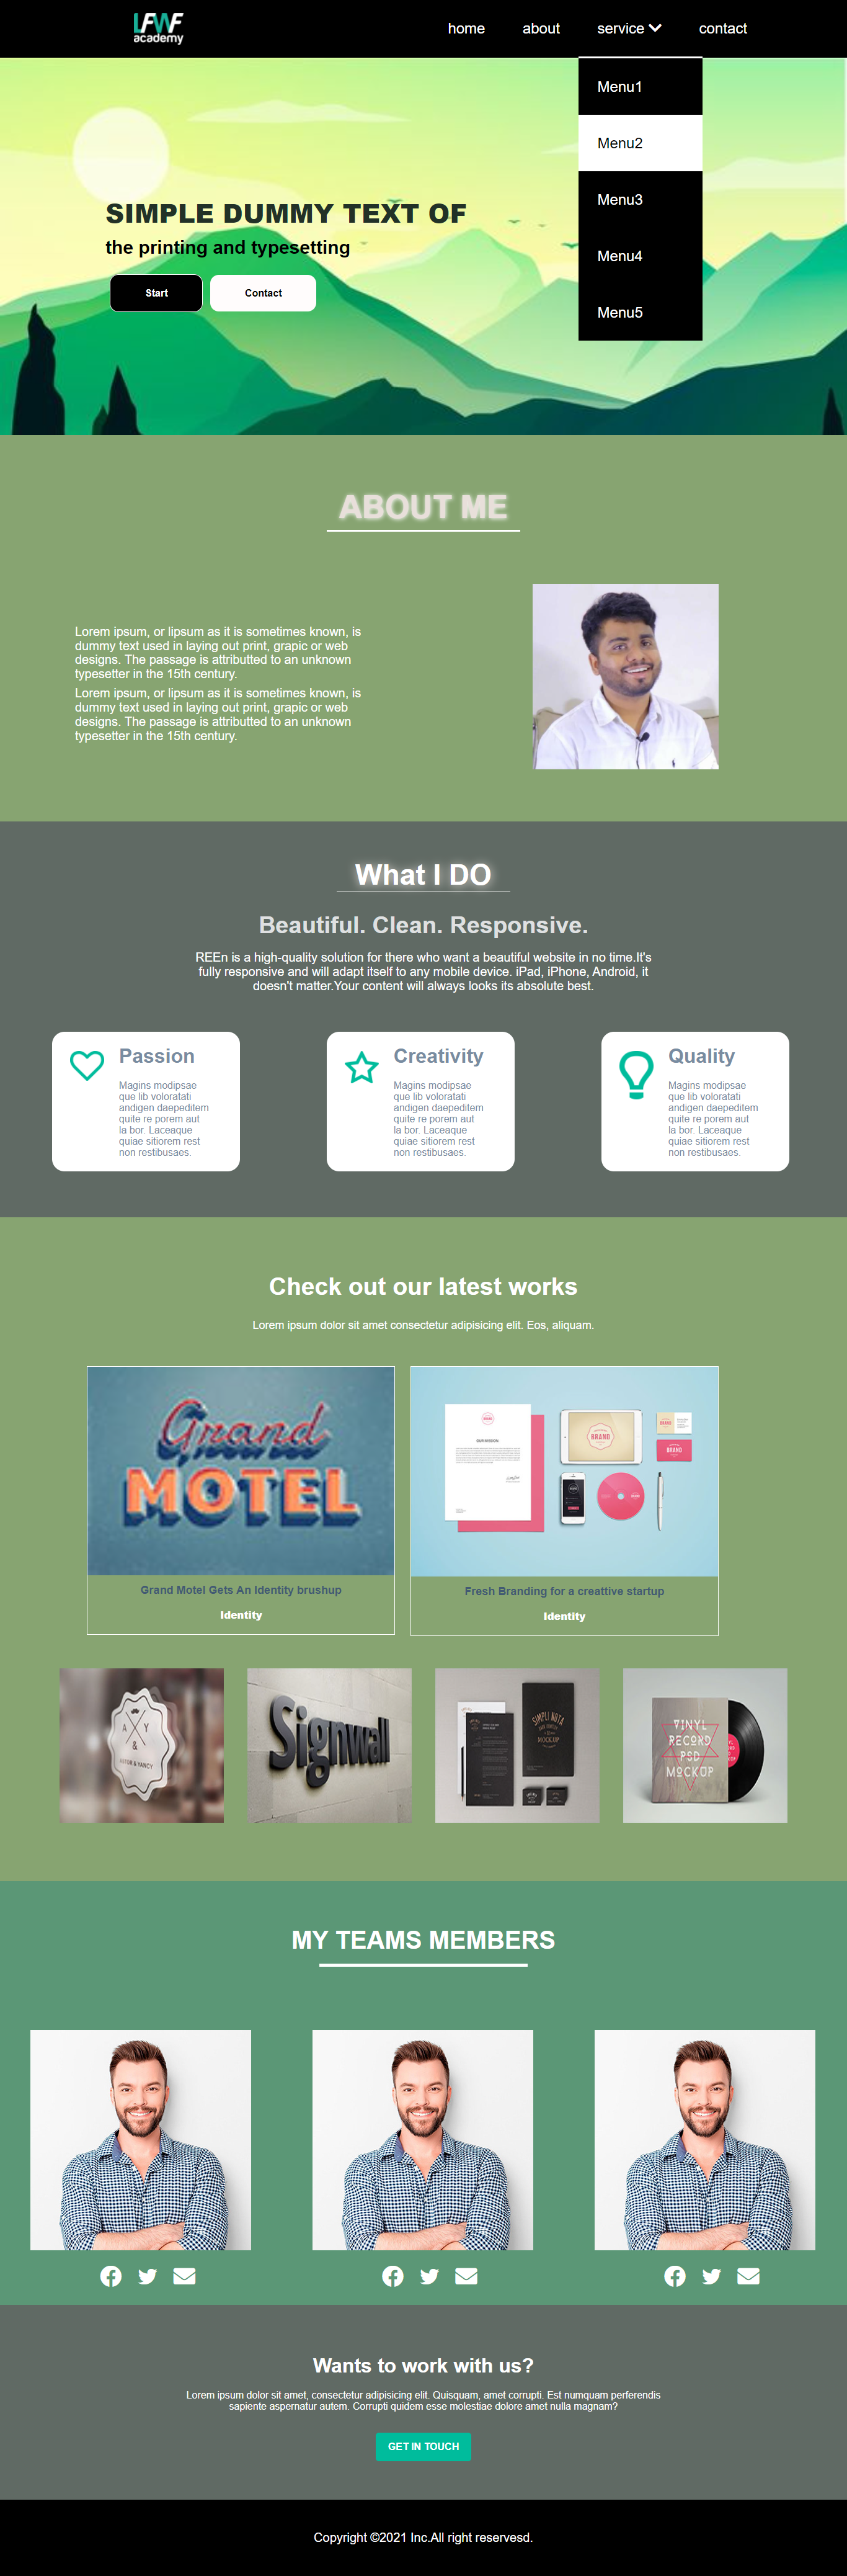 LFWF
academy
home about service contact
Menu1
Menu2
Menu3
Menu4
Menu5
SIMPLE DUMMY TEXT OF
the printing and typesetting
Start Contact
ABOUT ME
Lorem ipsum, or lipsum as it is sometimes known, is
dummy text used in laying out print, grapic or web
designs. The passage is attributted to an unknown
typesetter in the 15th century.
Lorem ipsum, or lipsum as it is sometimes known, is
dummy text used in laying out print, grapic or web
designs. The passage is attributted to an unknown
typesetter in the 15th century.
What I DO
Beautiful. Clean. Responsive.
REEn is a high-quality solution for there who want a beautiful website in no time.It's
fully responsive and will adapt itself to any mobile device. iPad, iPhone, Android, it
doesn't matter.Your content will always looks its absolute best.
Passion
Magins modipsae
que lib voloratati
andigen daepeditem
quite re porem aut
la bor. Laceaque
quiae sitiorem rest
non restibusaes.
Creativity
Magins modipsae
que lib voloratati
andigen daepeditem
quite re porem aut
la bor. Laceaque
quiae sitiorem rest
non restibusaes.
Quality
Magins modipsae
que lib voloratati
andigen daepeditem
quite re porem aut
la bor. Laceaque
quiae sitiorem rest
non restibusaes.
Check out our latest works
Lorem ipsum dolor sit amet consectetur adipisicing elit. Eos, aliquam.
Grand
MOTEL
BRAND
OUR MISSION
BRAND
BRAND
Grand Motel Gets An Identity brushup
Identity
Fresh Branding for a creattive startup
Identity
A Y
&
ASTOR & YANCY
Signwall
SIMPLI NOTA
MOCKUP
VINYL
RECORD
PSD
MOCKUP
MY TEAMS MEMBERS
Wants to work with us?
Lorem ipsum dolor sit amet, consectetur adipisicing elit. Quisquam, amet corrupti. Est numquam perferendis
sapiente aspernatur autem. Corrupti quidem esse molestiae dolore amet nulla magnam?
GET IN TOUCH
Copyright ©2021 Inc.All right reservesd.